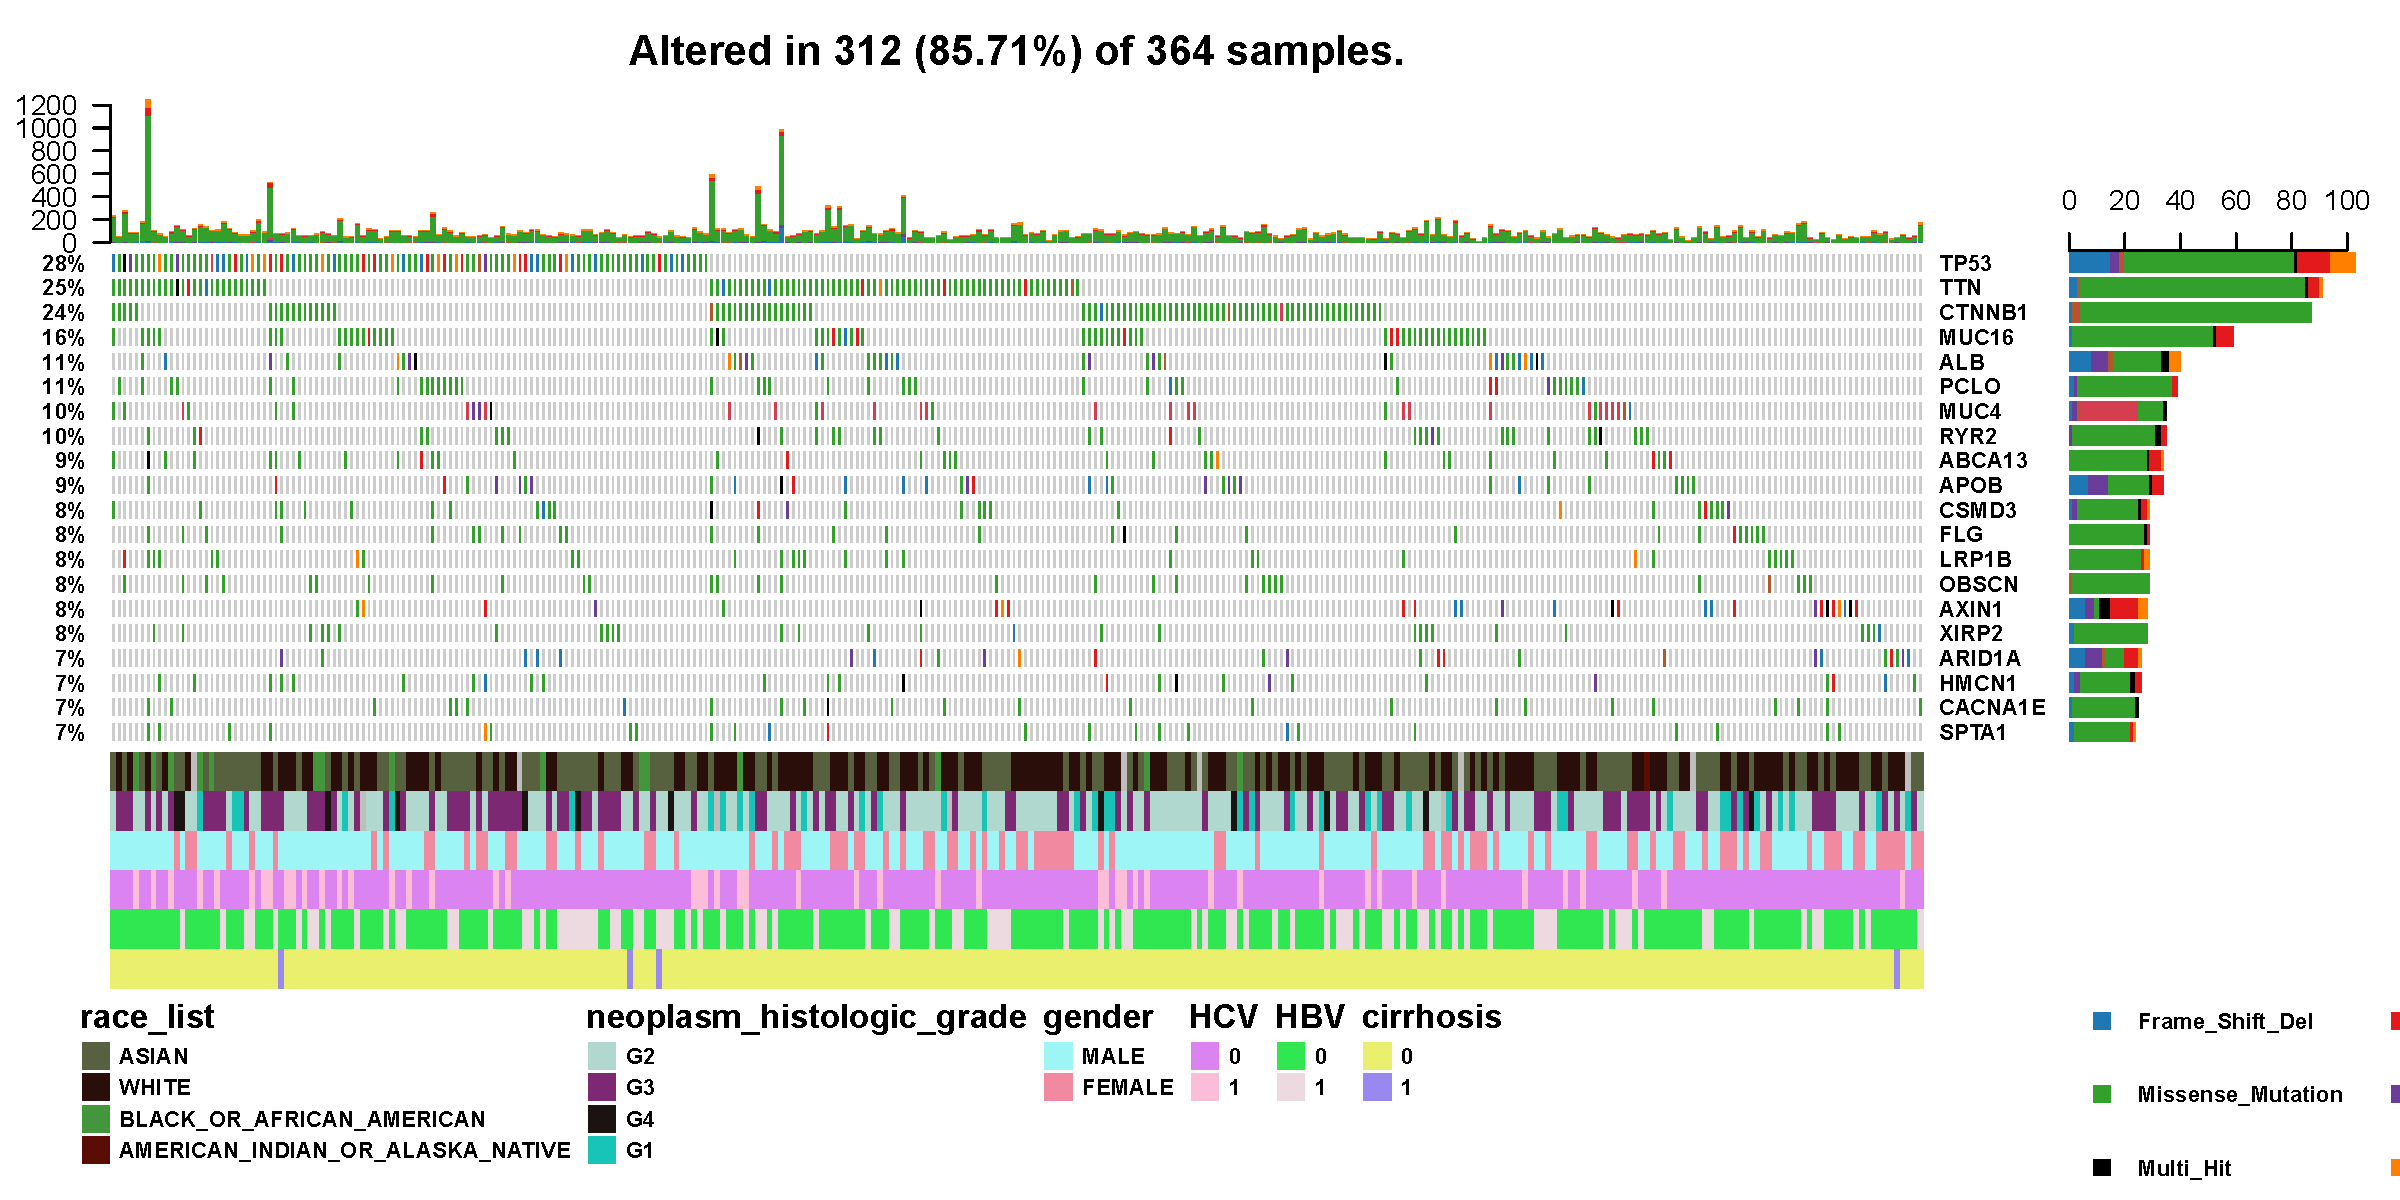 Altered in 312 (85.71%) of 364 samples.
1200
1000
800
600
400
200
0
0 20 40 60 80 100
28% TP53
25% TTN
24% CTNNB1
16% MUC16
11% ALB
11% PCLO
10% MUC4
10% RYR2
9% ABCA13
9% APOB
8% CSMD3
8% FLG
8% LRP1B
8% OBSCN
8% AXIN1
8% XIRP2
7% ARID1A
7% HMCN1
7% CACNA1E
7% SPTA1
race_list neoplasm_histologic_grade gender HCV HBV cirrhosis
ASIAN G2 MALE 0 0 0
WHITE G3 FEMALE 1 1 1
BLACK_OR_AFRICAN_AMERICAN G4
AMERICAN_INDIAN_OR_ALASKA_NATIVE G1
Frame_Shift_Del
Missense_Mutation
Multi_Hit